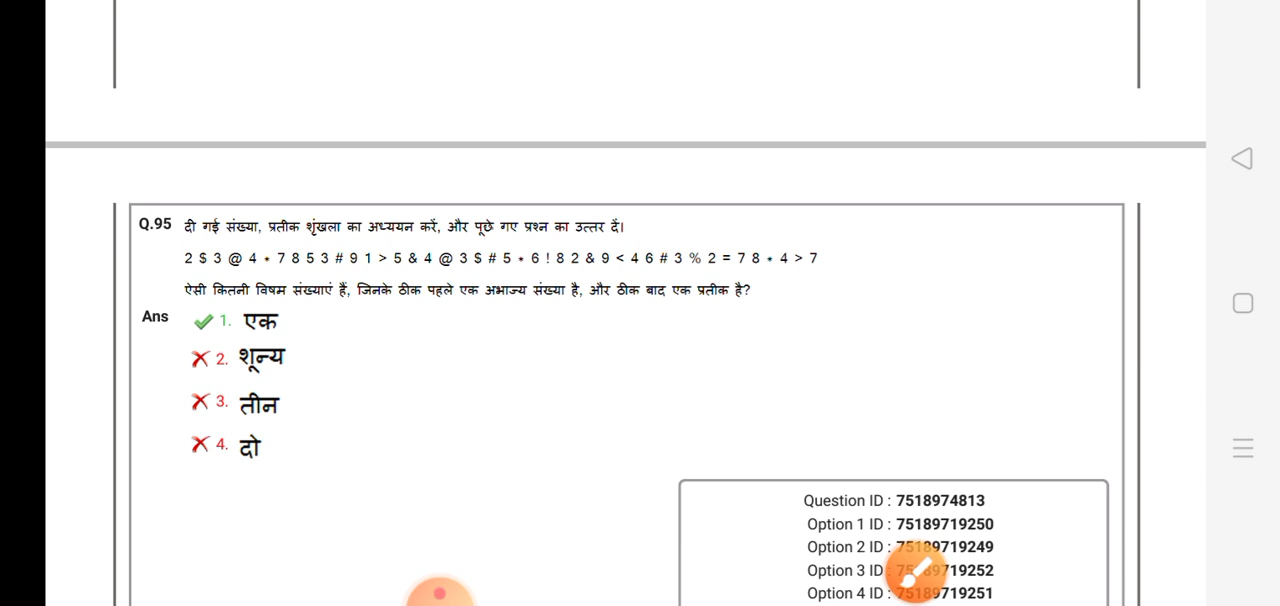 Q.95 दी गई संख्या, प्रतीक शृंखला का अध्ययन करें, और पूछे गए प्रश्न का उत्तर दें।
2 $ 3 @ 4 * 7 8 5 3 # 9 1 > 5 & 4 @ 3 $ # 5 * 6 ! 8 2 & 9 < 4 6 # 3 % 2 = 7 8 * 4 > 7
ऐसी कितनी विषम संख्याएं हैं, जिनके ठीक पहले एक अभाज्य संख्या है, और ठीक बाद एक प्रतीक है?
Ans 1. एक
2. शून्य
3. तीन
4. दो
Question ID : 7518974813
Option 1 ID : 75189719250
Option 2 ID : 75189719249
Option 3 ID : 75189719252
Option 4 ID : 75189719251